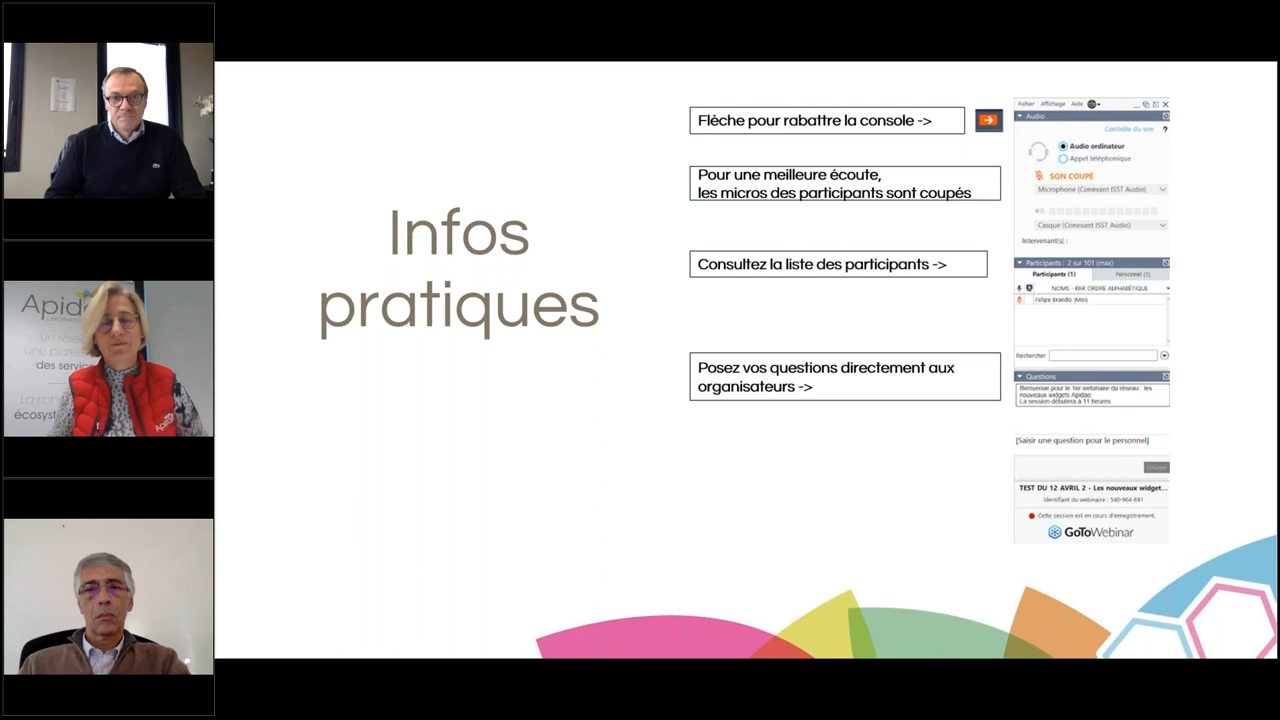 Apidae
L'INFORMATION
Un rése
une platef
des servic
La rich
écosyst
Apidae
Infos
pratiques
Flèche pour rabattre la console ->
Pour une meilleure écoute,
les micros des participants sont coupés
Consultez la liste des participants ->
Posez vos questions directement aux
organisateurs ->
Fichier Affichage Aide
Audio
Contrôle du son ?
Audio ordinateur
Appel téléphonique
SON COUPÉ
Microphone (Conexant ISST Audio)
Casque (Conexant ISST Audio)
Intervenant(s) :
Participants : 2 sur 101 (max)
Participants (1) Personnel (1)
NOMS - PAR ORDRE ALPHABÉTIQUE
Felipe Brando (Moi)
Rechercher
Questions
Bienvenue pour le 1er webinaire du réseau : les
nouveaux widgets Apidae.
La session débutera à 11 heures.
[Saisir une question pour le personnel]
Envoyer
TEST DU 12 AVRIL 2 - Les nouveaux widget...
Identifiant du webinaire : 540-964-891
Cette session est en cours d'enregistrement.
GoToWebinar